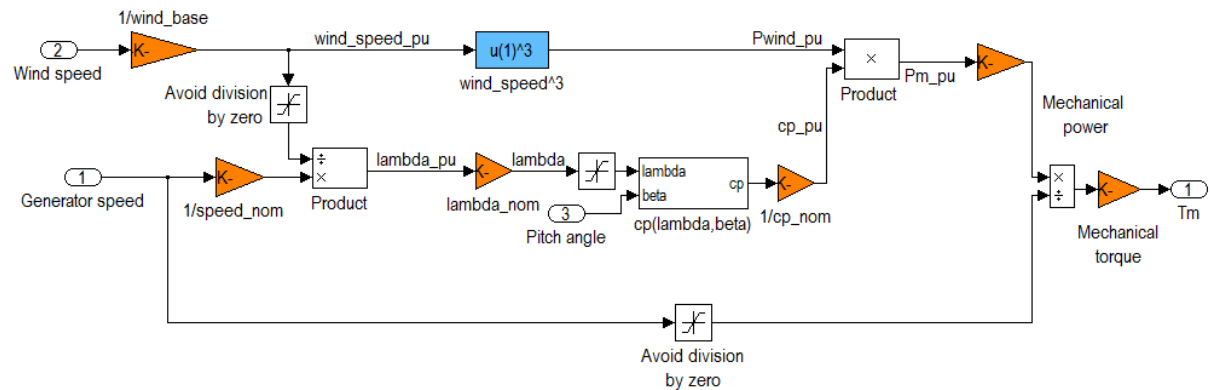 1/wind_base
K-
2
Wind speed
wind_speed_pu
u(1)^3
wind_speed^3
Pwind_pu
×
Product
Pm_pu
K-
Mechanical
power
Avoid division
by zero
÷
×
Product
1
Generator speed
K-
1/speed_nom
lambda_pu
K-
lambda_nom
lambda
lambda
beta
cp
cp(lambda,beta)
3
Pitch angle
K-
1/cp_nom
cp_pu
×
÷
K-
Mechanical
torque
1
Tm
Avoid division
by zero